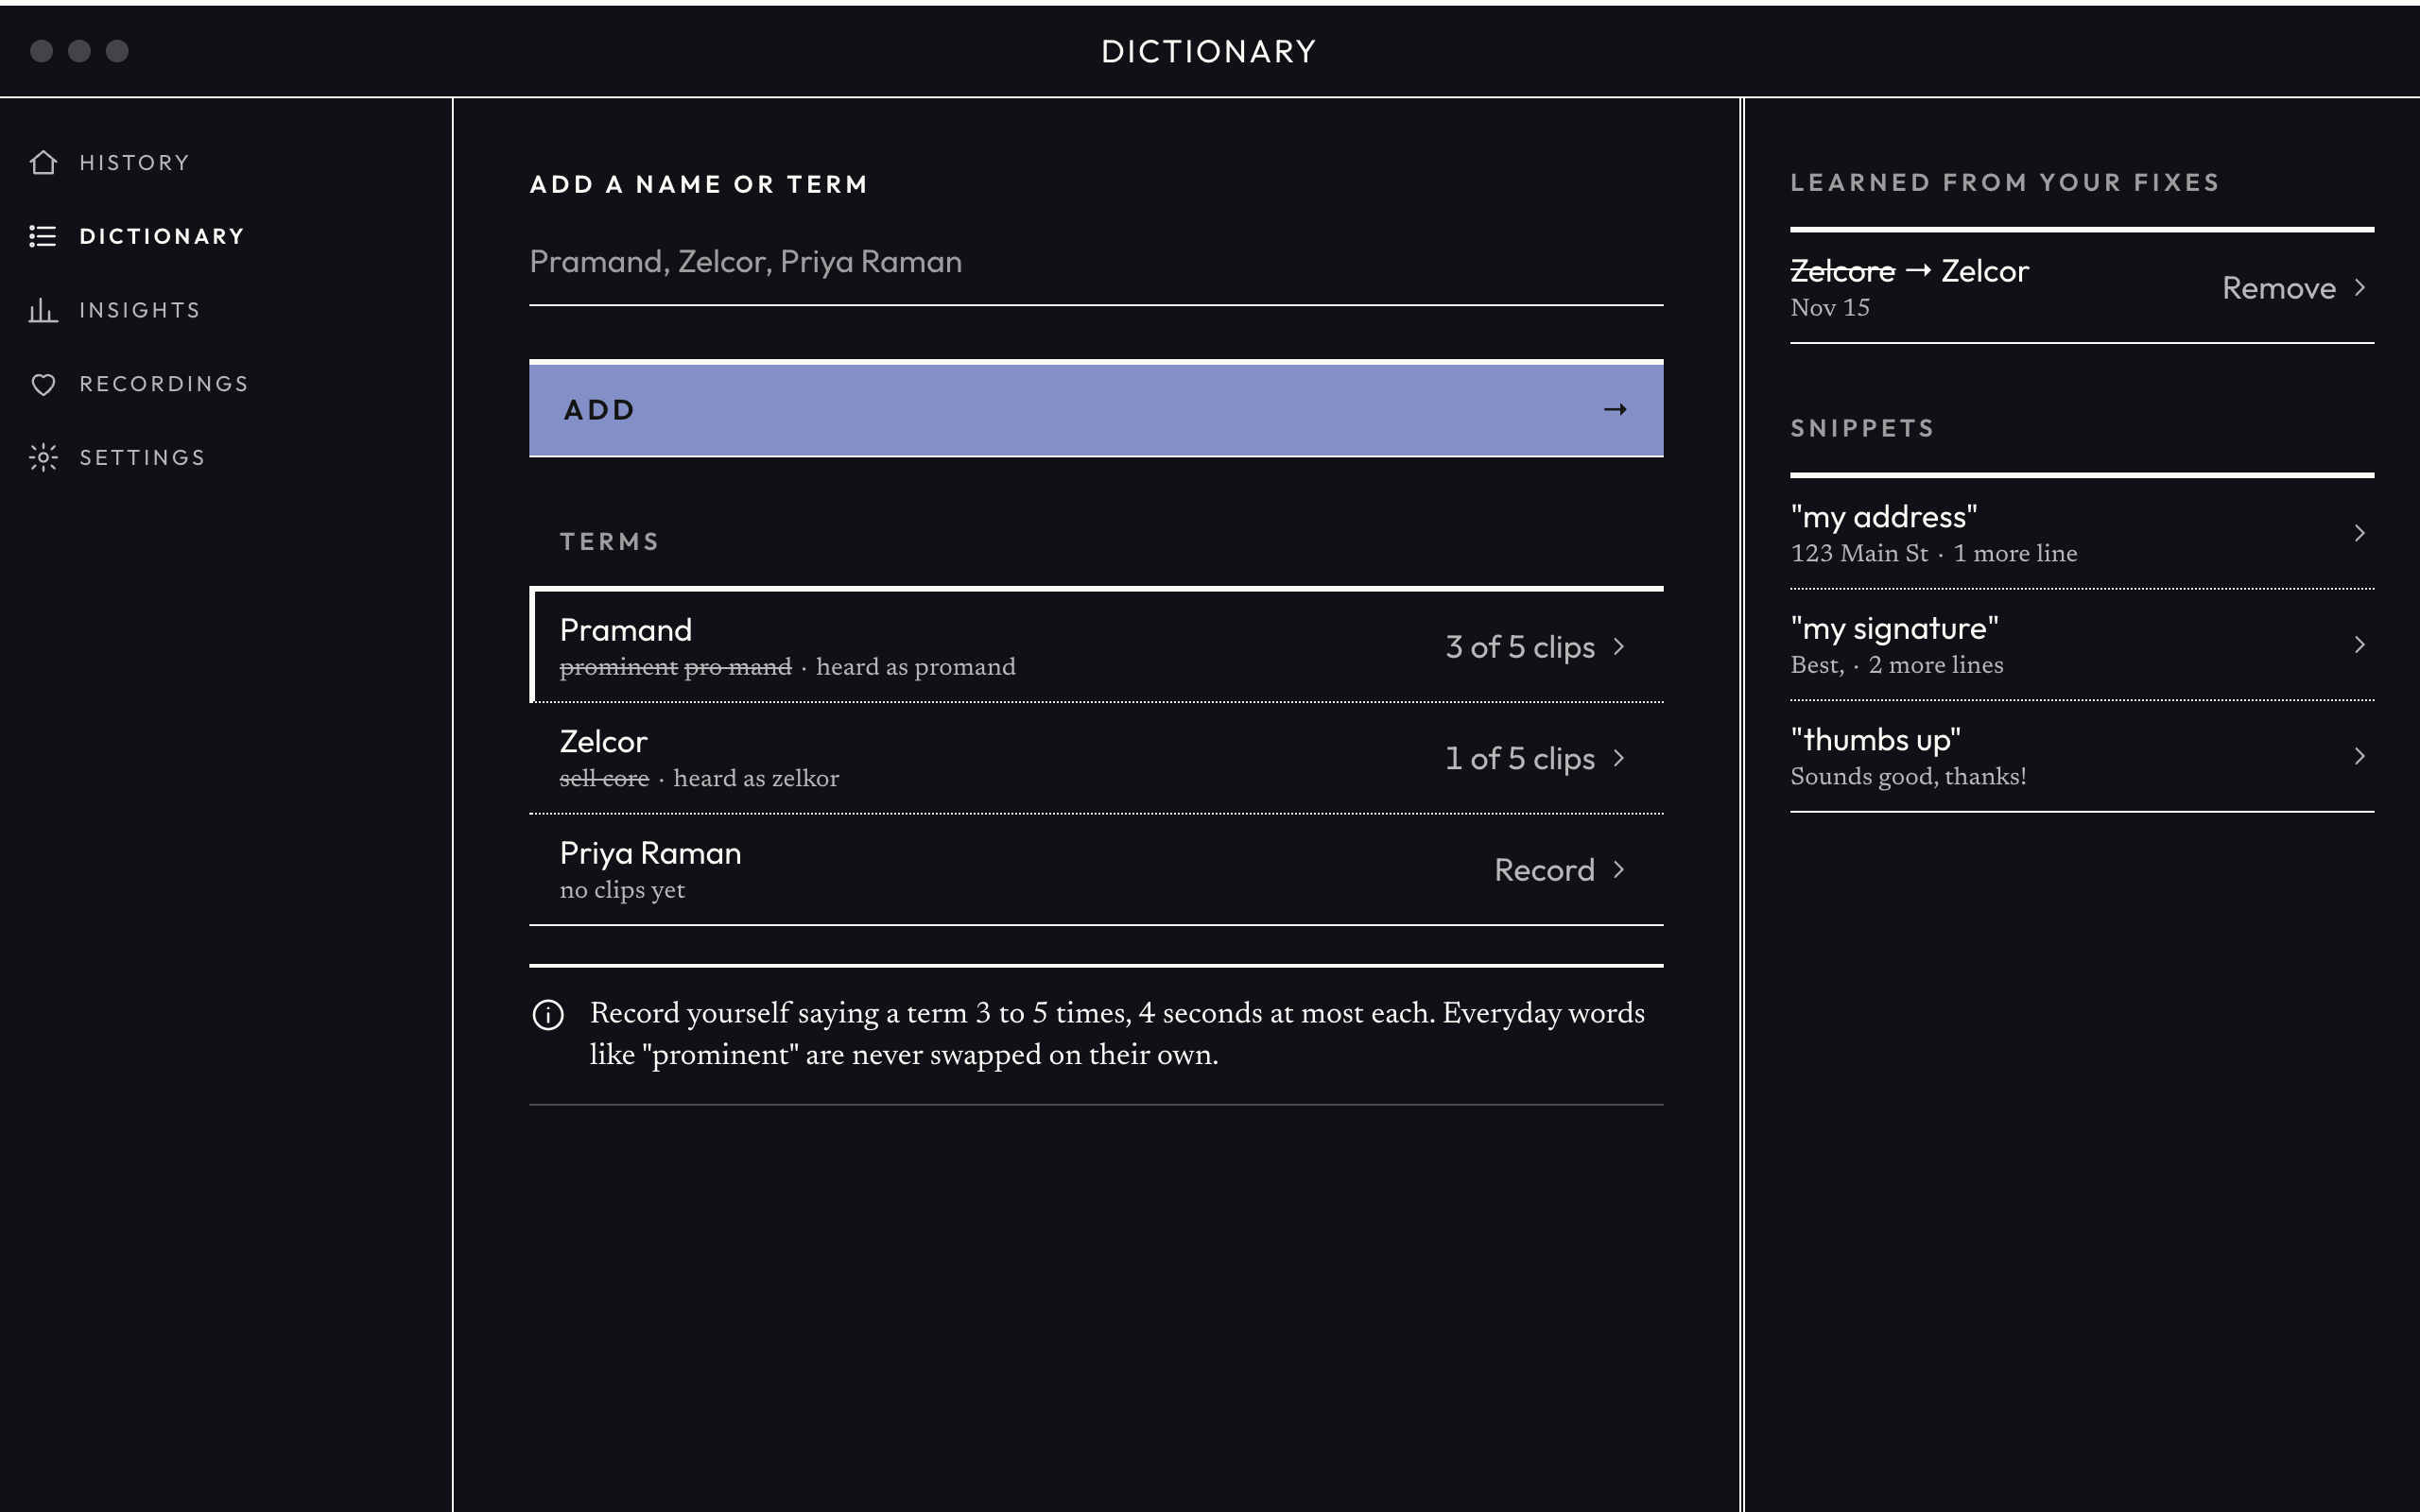 DICTIONARY
HISTORY
DICTIONARY
INSIGHTS
RECORDINGS
SETTINGS
ADD A NAME OR TERM
Pramand, Zelcor, Priya Raman
ADD →
TERMS
Pramand
prominent pro mand · heard as promand
3 of 5 clips
Zelcor
sell core · heard as zelkor
1 of 5 clips
Priya Raman
no clips yet
Record
Record yourself saying a term 3 to 5 times, 4 seconds at most each. Everyday words
like "prominent" are never swapped on their own.
LEARNED FROM YOUR FIXES
Zelcore → Zelcor
Nov 15
Remove
SNIPPETS
"my address"
123 Main St · 1 more line
"my signature"
Best, · 2 more lines
"thumbs up"
Sounds good, thanks!